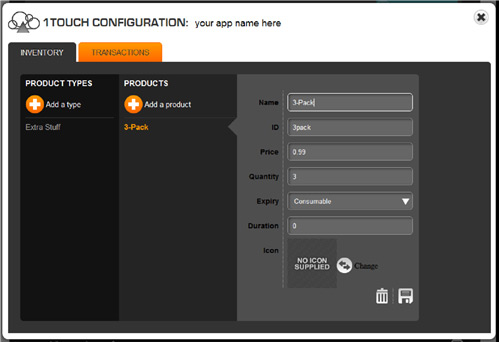 1TOUCH CONFIGURATION: your app name here
INVENTORY
TRANSACTIONS
PRODUCT TYPES
Add a type
Extra Stuff
PRODUCTS
Add a product
3-Pack
Name 3-Pack
ID 3pack
Price 0.99
Quantity 3
Expiry Consumable
Duration 0
Icon
NO ICON
SUPPLIED
Change